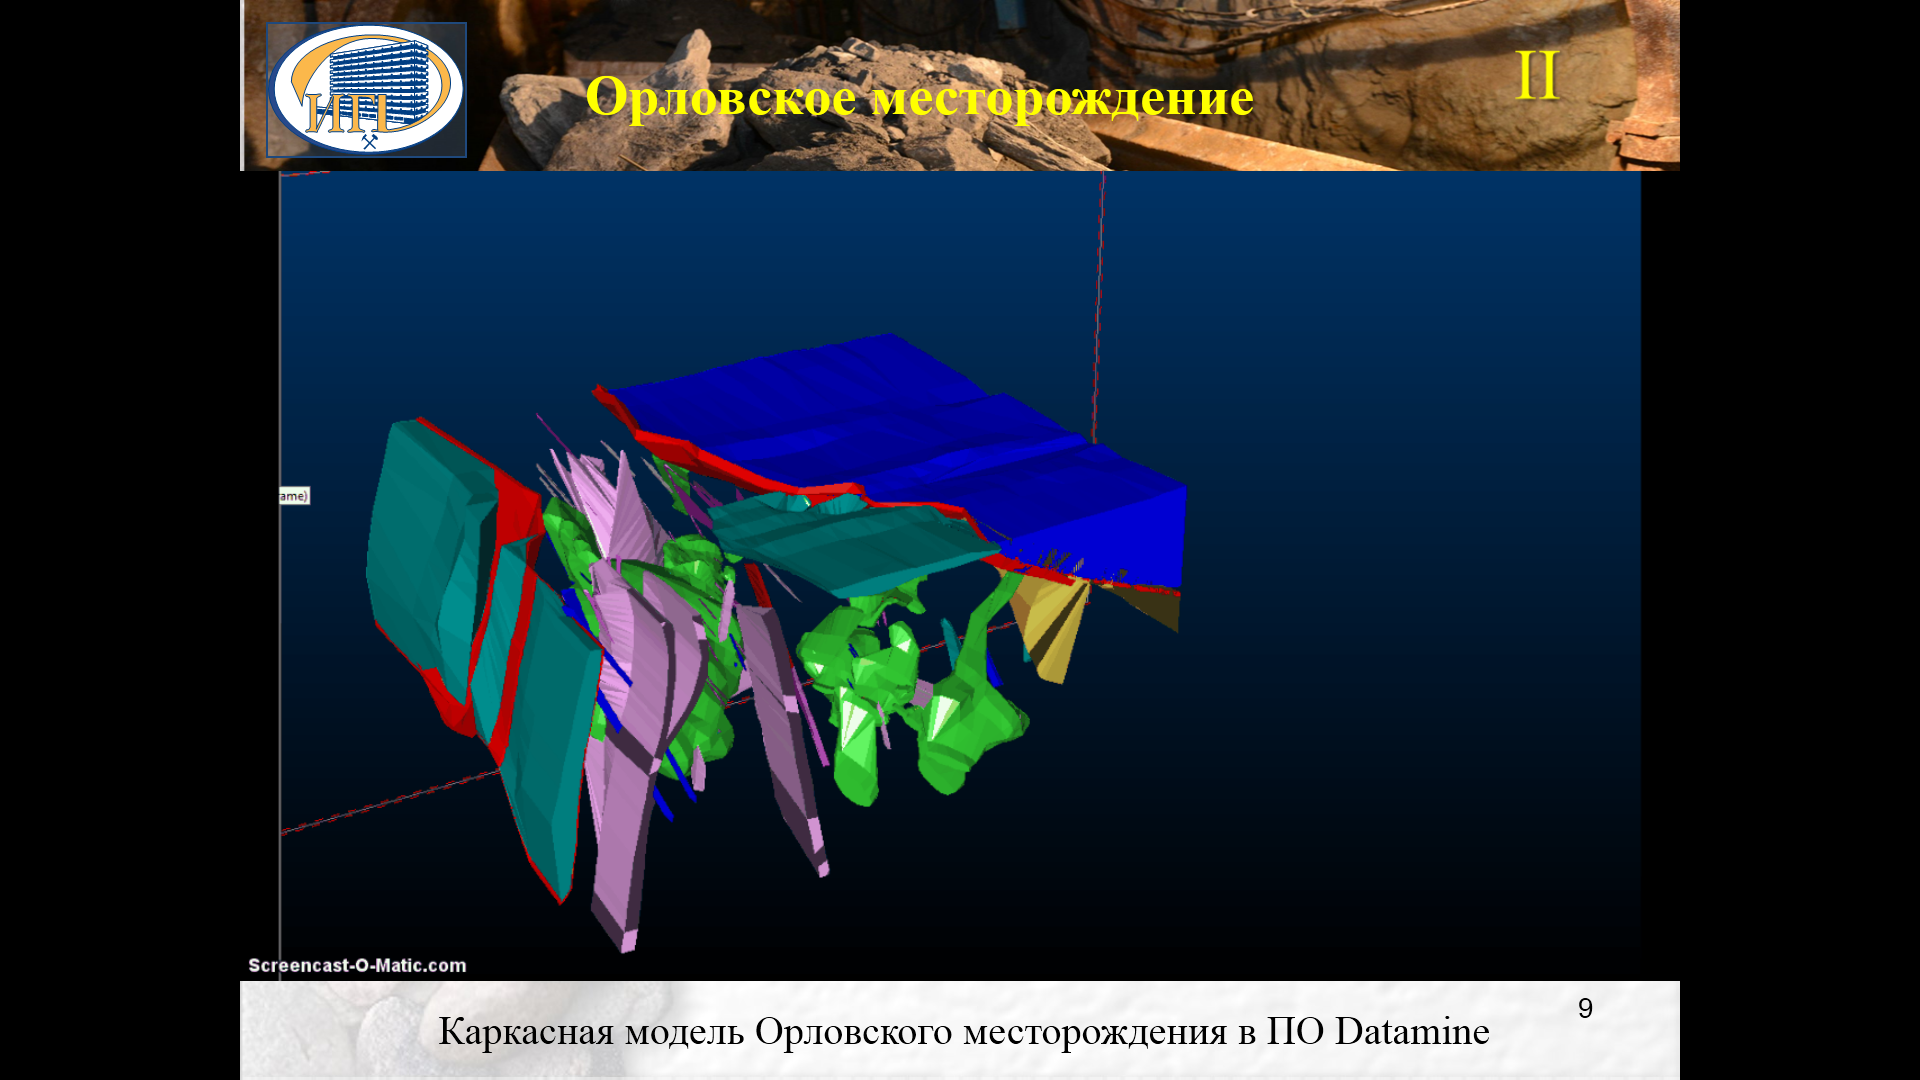 ИГД
Орловское месторождение
II
ame)
Screencast-O-Matic.com
9
Каркасная модель Орловского месторождения в ПО Datamine